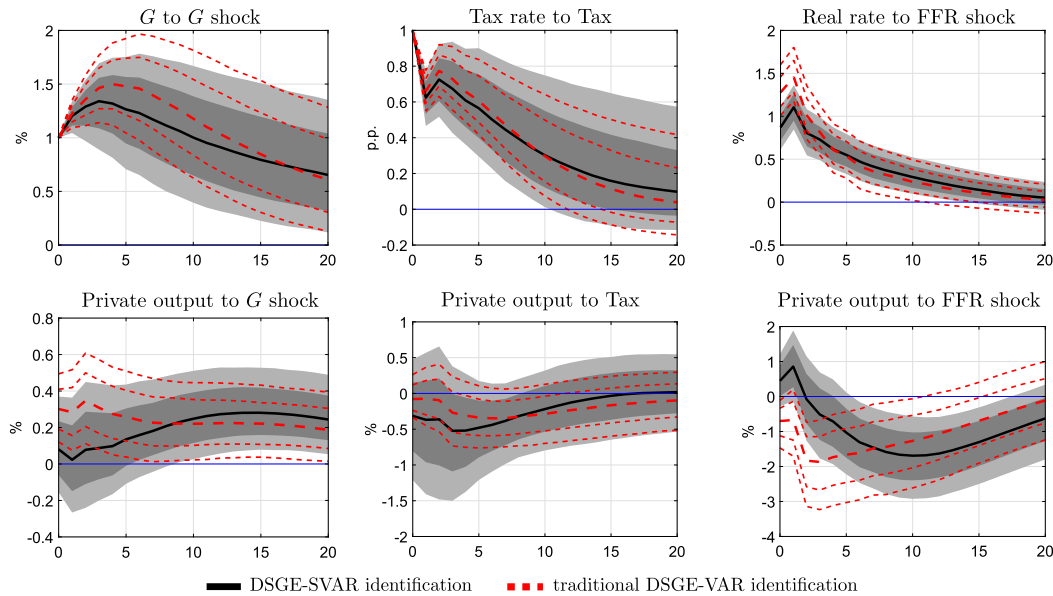 G to G shock
2
1.5
1
0.5
0
%
0 5 10 15 20
Tax rate to Tax
1
0.8
0.6
0.4
0.2
0
-0.2
p.p.
0 5 10 15 20
Real rate to FFR shock
2
1.5
1
0.5
0
-0.5
%
0 5 10 15 20
Private output to G shock
0.8
0.6
0.4
0.2
0
-0.2
-0.4
%
0 5 10 15 20
Private output to Tax
1
0.5
0
-0.5
-1
-1.5
-2
%
0 5 10 15 20
Private output to FFR shock
2
1
0
-1
-2
-3
-4
%
0 5 10 15 20
DSGE-SVAR identification
traditional DSGE-VAR identification